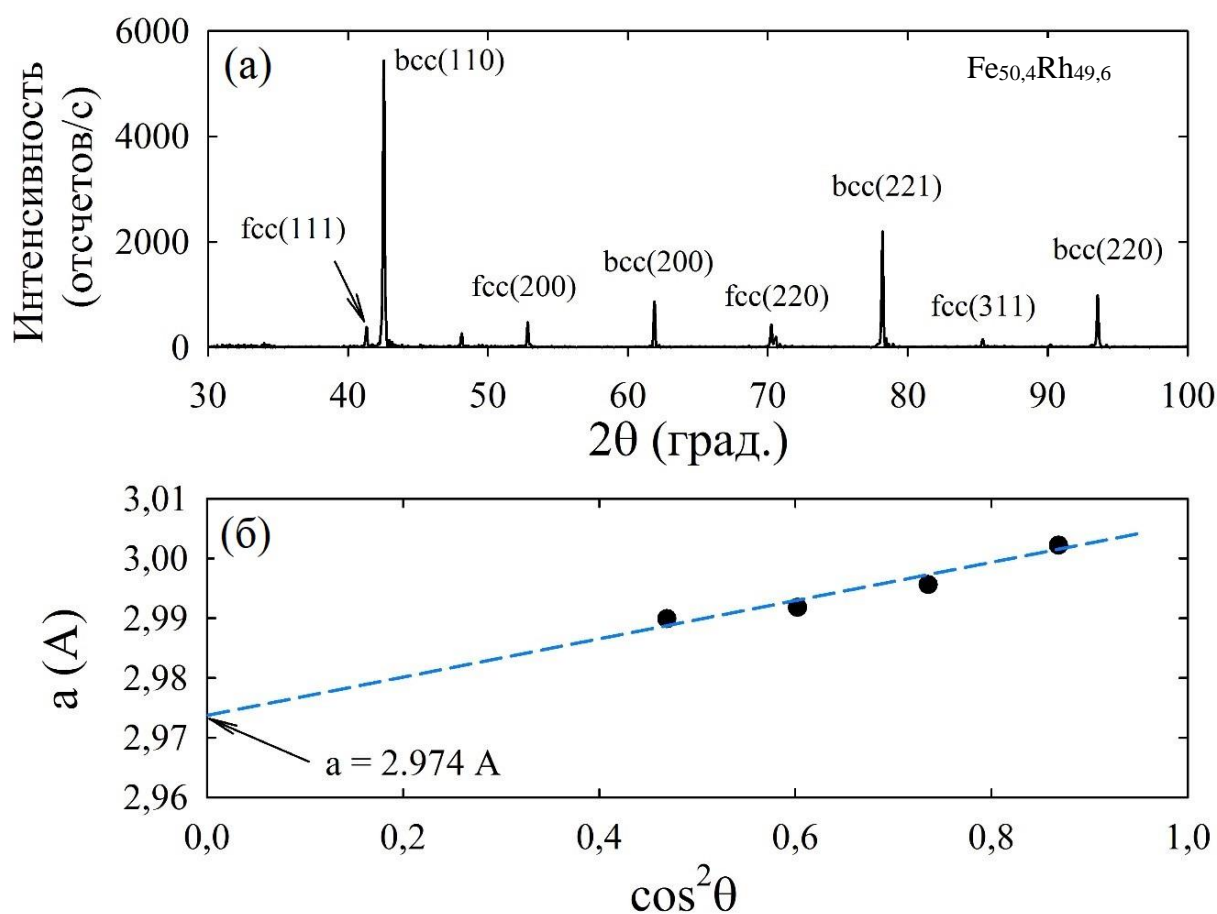 (а)
Fe50,4Rh49,6
Интенсивность
(отсчетов/с)
6000
4000
2000
0
bcc(110)
fcc(111)
fcc(200)
bcc(200)
fcc(220)
bcc(221)
fcc(311)
bcc(220)
30 40 50 60 70 80 90 100
2θ (град.)
(б)
a (A)
3,01
3,00
2,99
2,98
2,97
2,96
a = 2.974 A
0,0 0,2 0,4 0,6 0,8 1,0
cos²θ